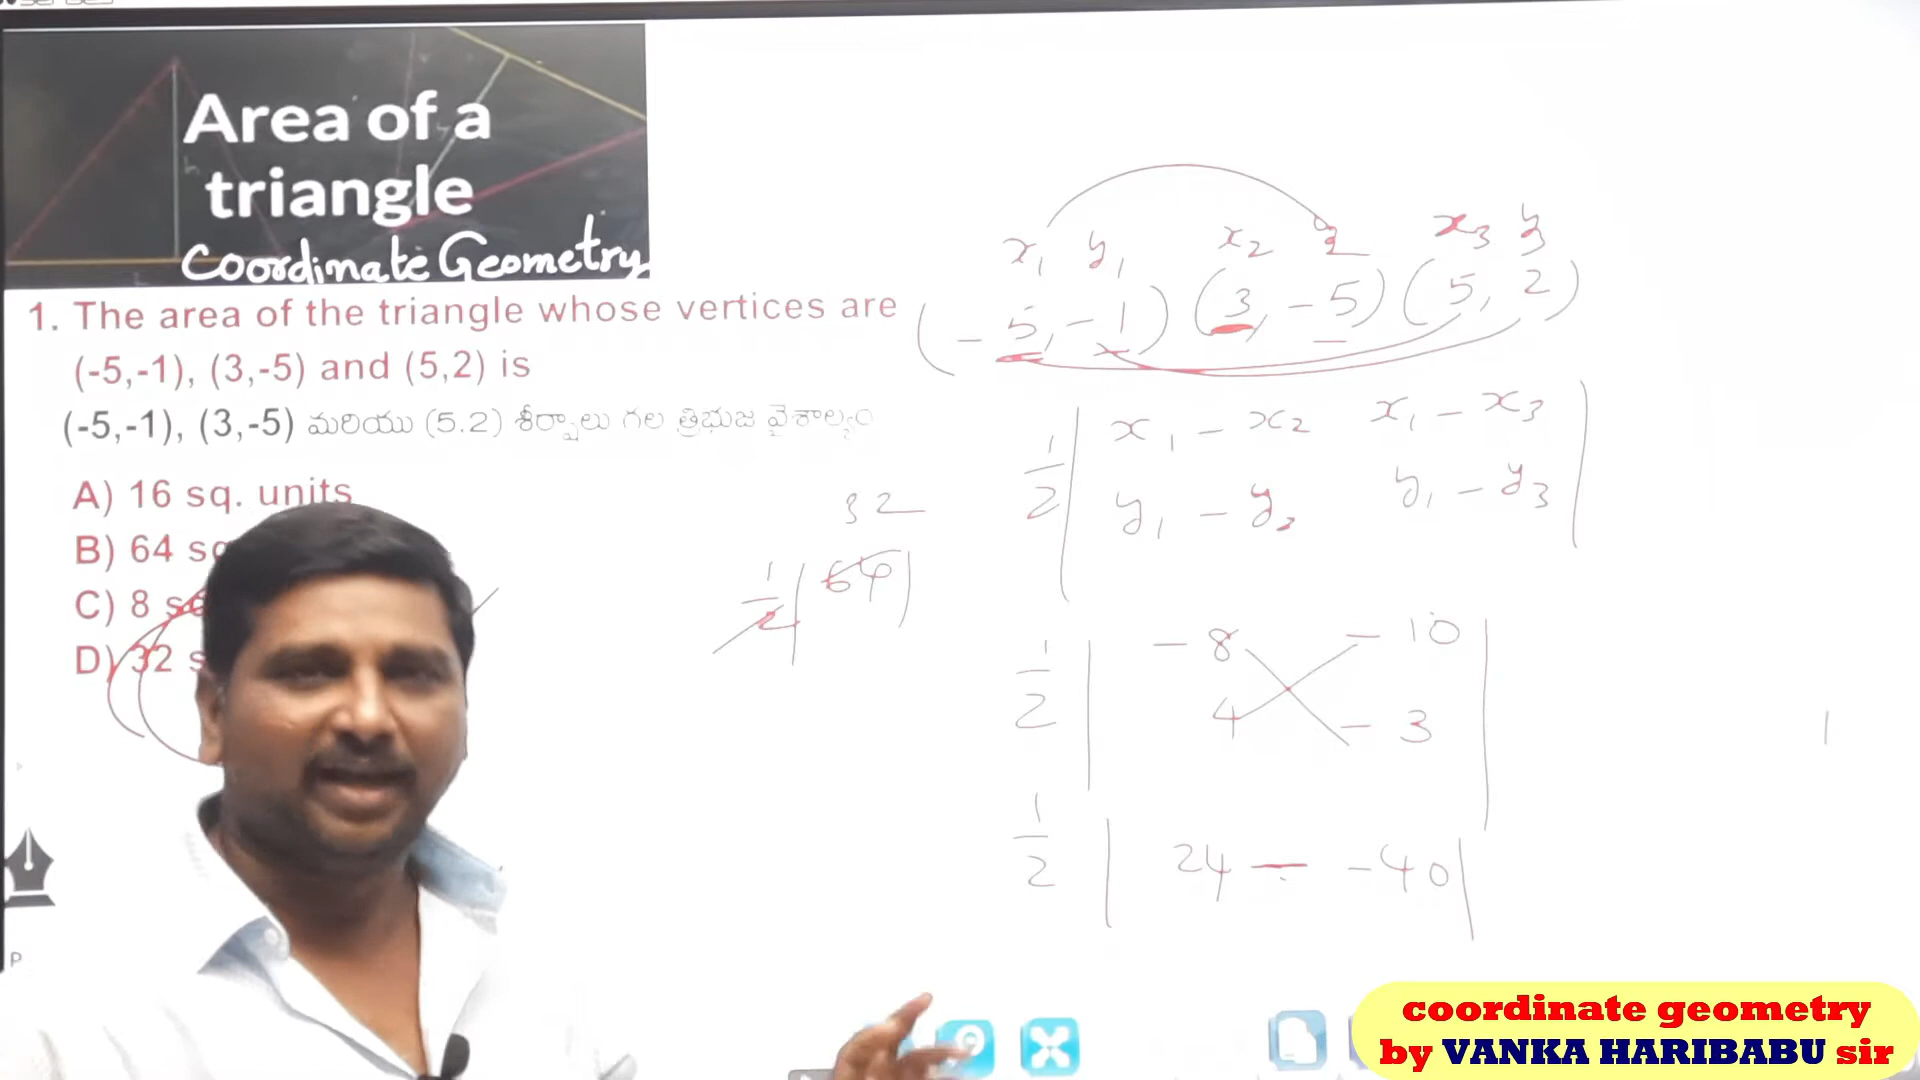 Area of a
triangle
Coordinate Geometry
1. The area of the triangle whose vertices are
(-5,-1), (3,-5) and (5,2) is
(-5,-1), (3,-5) మరియు (5.2) శీర్షాలు గల త్రిభుజ వైశాల్యం
A) 16 sq. units
B) 64 sq
C) 8 sq
D) 32 s
32
1/2 |64|
x₁ y₁ x₂ x₃
(-5, -1) (3, -5) (5, 2)
1/2 | x₁ - x₂ x₁ - x₃ |
y₁ - y₂ y₁ - y₃
1/2 | -8 -10 |
4 -3
1/2 | 24 - -40 |
P
coordinate geometry
by VANKA HARIBABU sir